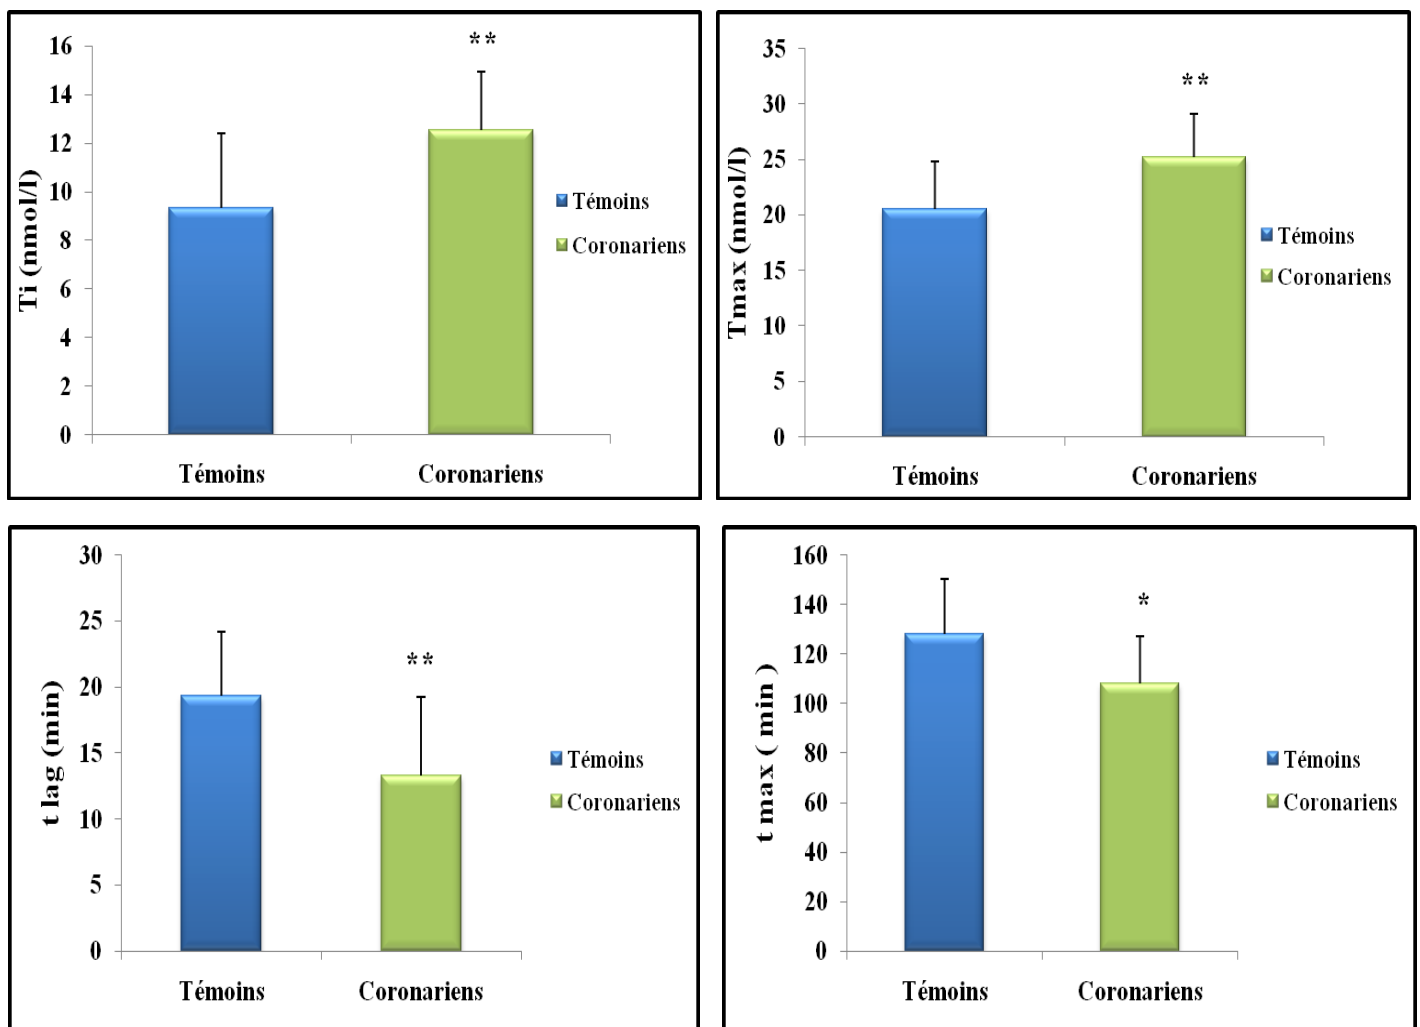 Ti (nmol/l)
16
14
12
10
8
6
4
2
0
**
Témoins
Coronariens
Témoins
Coronariens
Tmax (nmol/l)
35
30
25
20
15
10
5
0
**
Témoins
Coronariens
Témoins
Coronariens
t lag (min)
30
25
20
15
10
5
0
**
Témoins
Coronariens
Témoins
Coronariens
t max ( min )
160
140
120
100
80
60
40
20
0
*
Témoins
Coronariens
Témoins
Coronariens